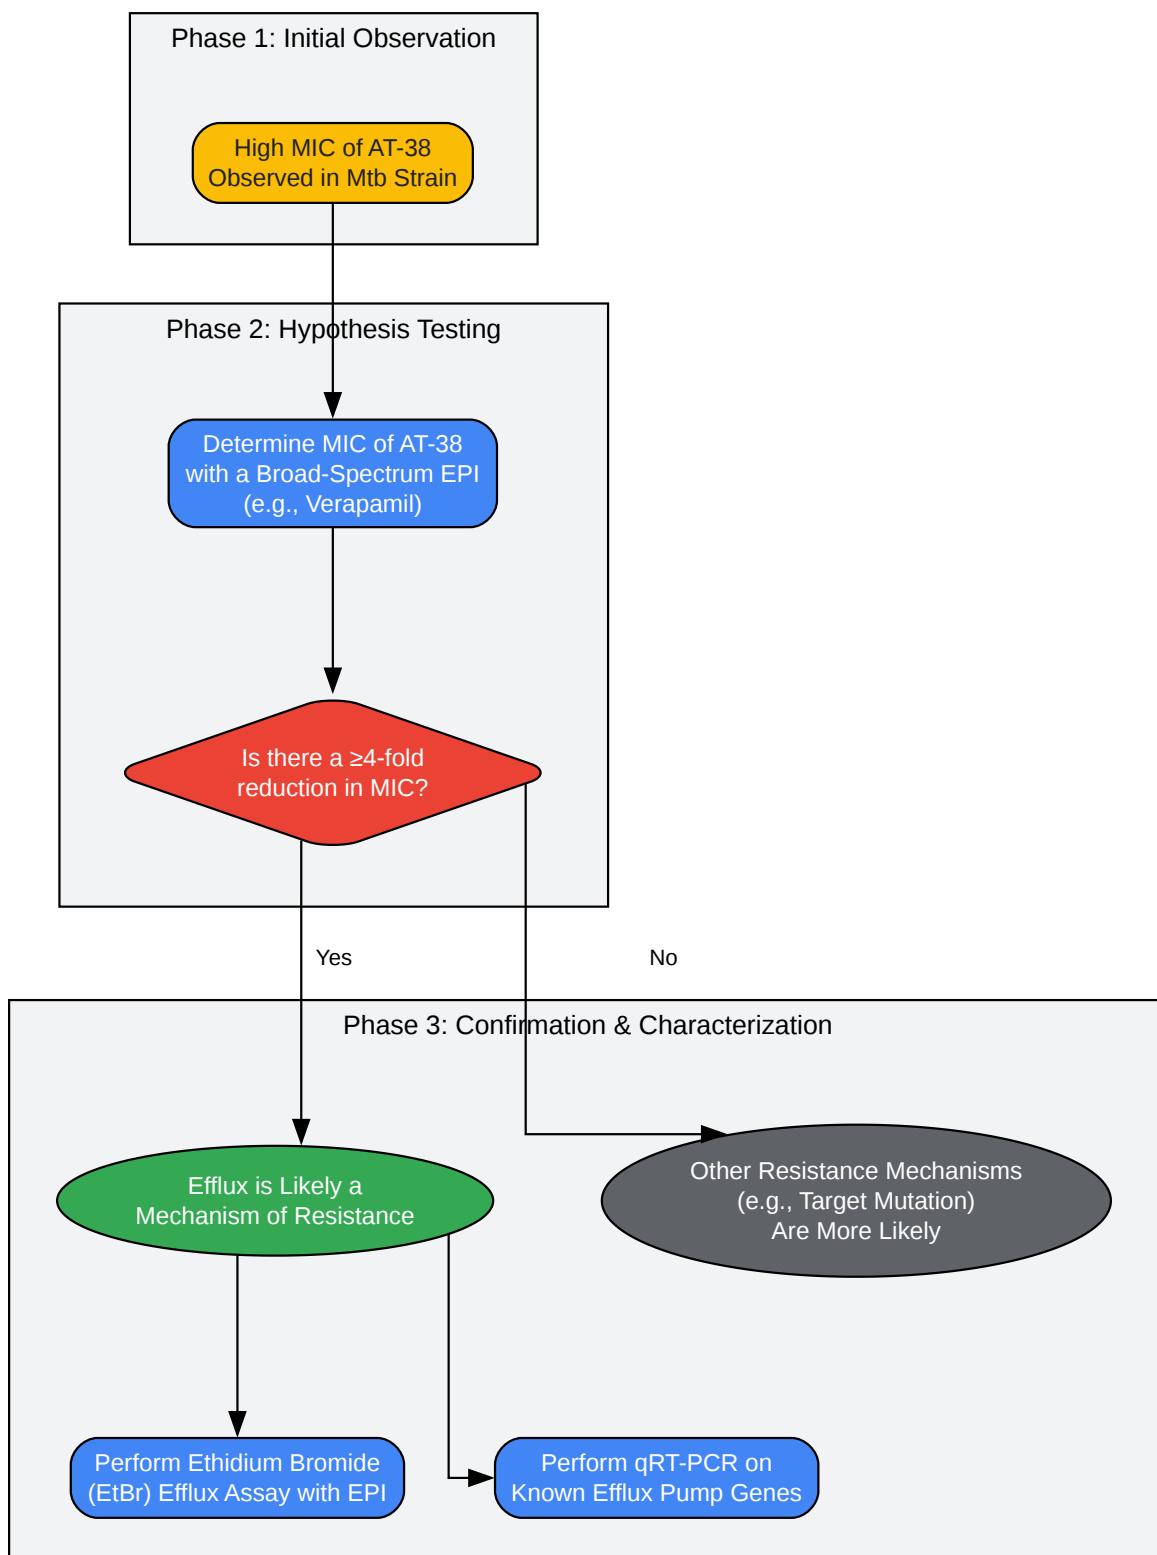 Phase 1: Initial Observation
High MIC of AT-38
Observed in Mtb Strain
Phase 2: Hypothesis Testing
Determine MIC of AT-38
with a Broad-Spectrum EPI
(e.g., Verapamil)
Is there a ≥4-fold
reduction in MIC?
Yes
No
Phase 3: Confirmation & Characterization
Efflux is Likely a
Mechanism of Resistance
Other Resistance Mechanisms
(e.g., Target Mutation)
Are More Likely
Perform Ethidium Bromide
(EtBr) Efflux Assay with EPI
Perform qRT-PCR on
Known Efflux Pump Genes